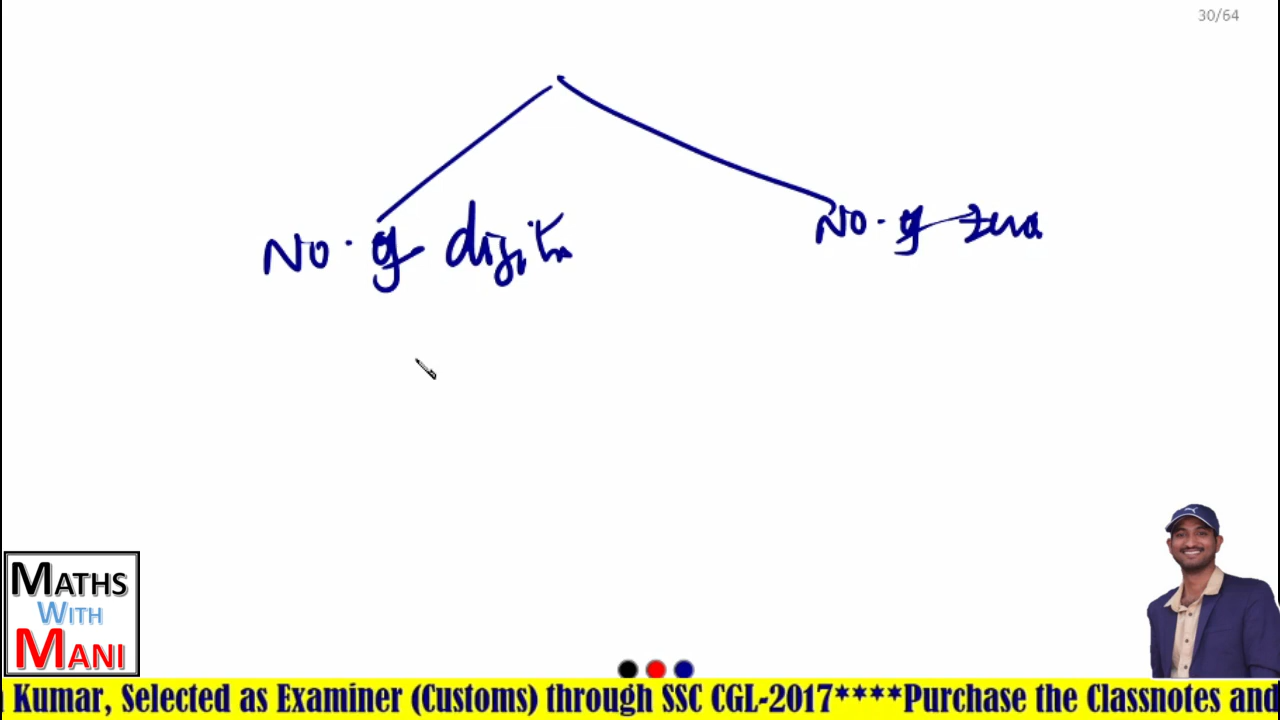 30/64
No. of digits
No. of zeros
MATHS
WITH
MANI
Kumar, Selected as Examiner (Customs) through SSC CGL-2017****Purchase the Classnotes and